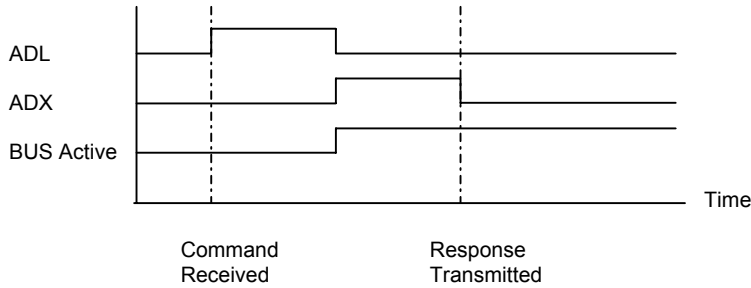 ADL
ADX
BUS Active
Time
Command
Received
Response
Transmitted